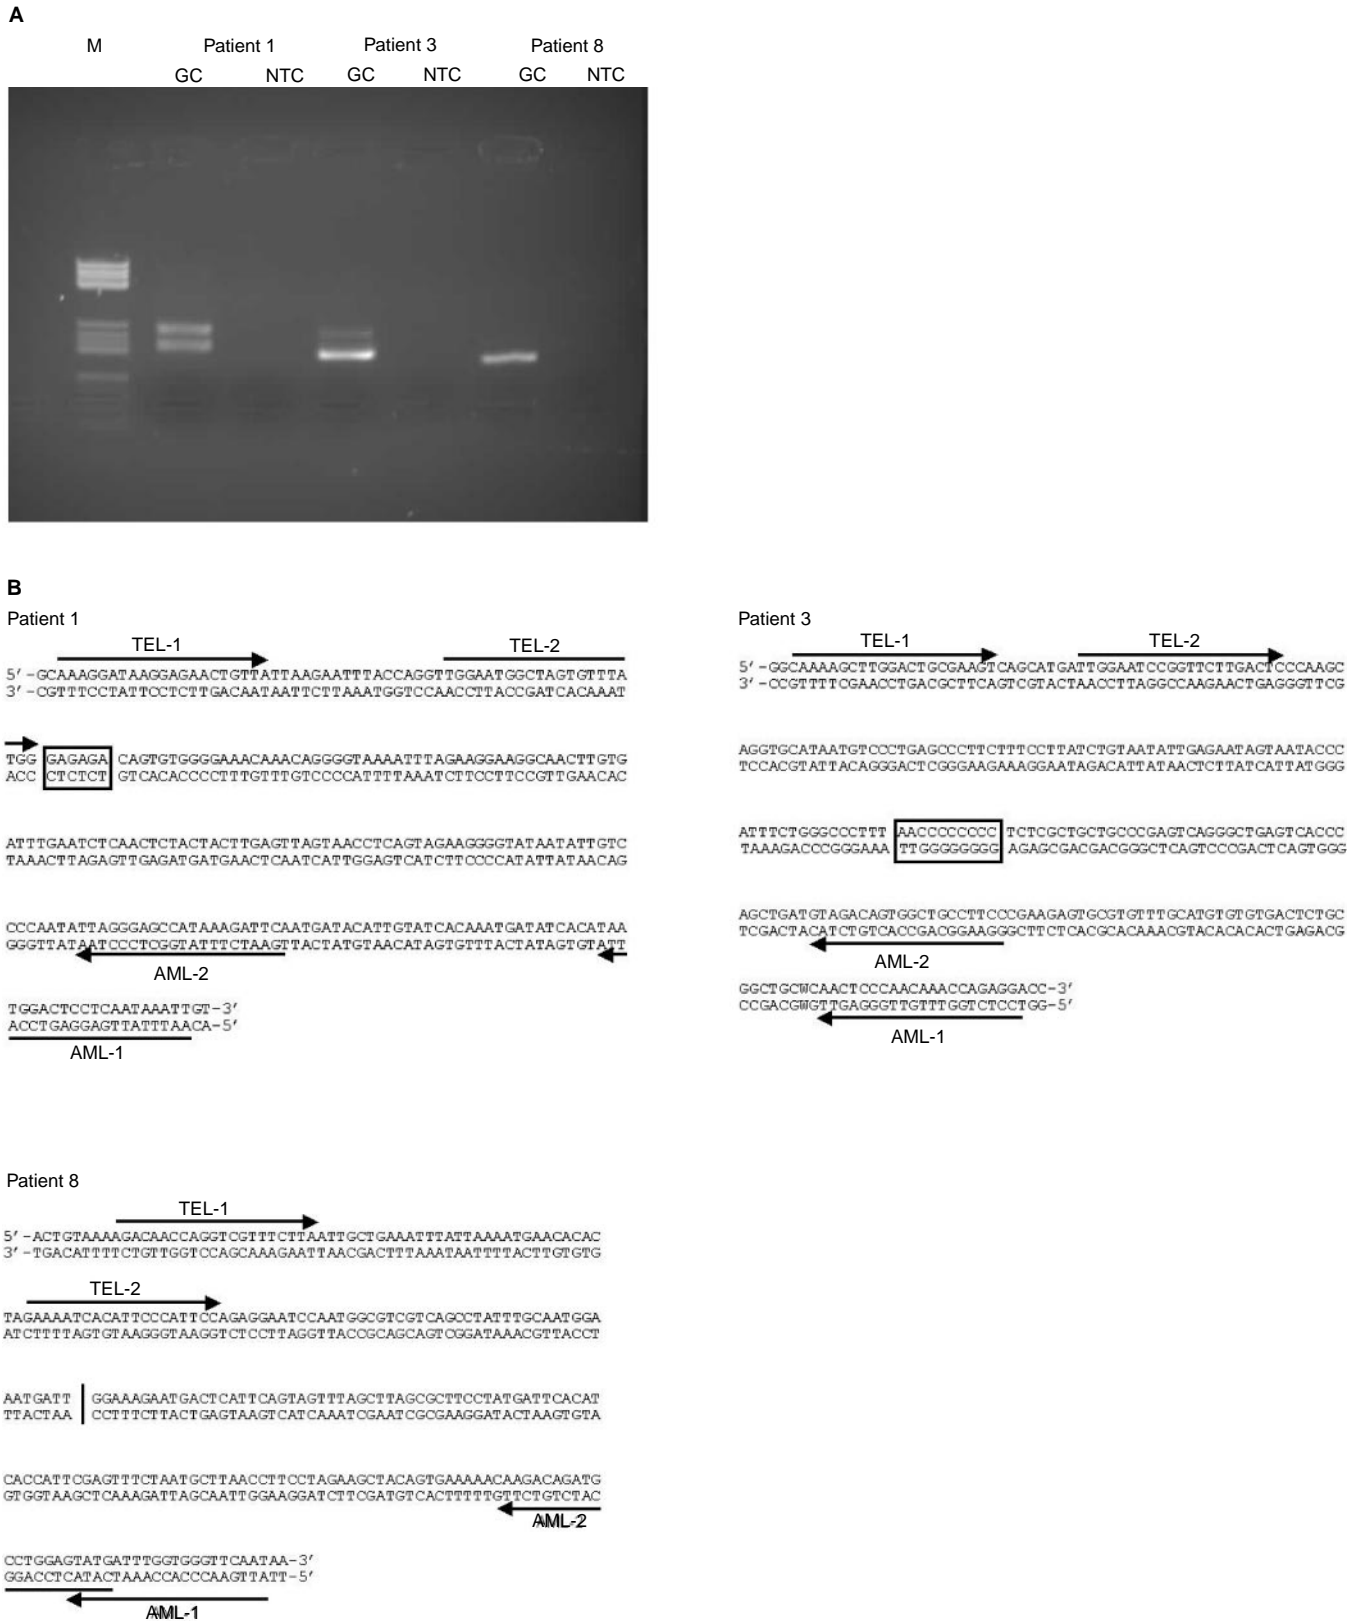 A
M Patient 1 Patient 3 Patient 8
GC NTC GC NTC GC NTC
B
Patient 1
TEL-1 TEL-2
5'-GCAAAGGATAAGGAGAACTGTTATTAAGAATTTACCAGGTTGGAATGGCTAGTGTTTA
3'-CGTTTCCTATTCCTCTTGACAATAATTCTTAAATGGTCCAACCTTACCGATCACAAAT
TGG GAGAGA CAGTGTGGGGAAACAAACAGGGGTAAAATTTAGAAGGAAGGCAACTTGTG
ACC CTCTCT GTCACACCCCTTTGTTTGTCCCCATTTTAAATCTTCCTTCCGTTGAACAC
ATTTGAATCTCAACTCTACTACTTGAGTTAGTAACCTCAGTAGAAGGGGTATAATATTGTC
TAAACTTAGAGTTGAGATGATGAACTCAATCATTGGAGTCATCTTCCCCATATTATAACAG
CCCAATATTAGGGAGCCATAAAGATTCAATGATACATTGTATCACAAATGATATCACATAA
GGGTTATAATCCCTCGGTATTTCTAAGTTACTATGTAACATAGTGTTTACTATAGTGTATT
AML-2
TGGACTCCTCAATAAATTGT-3'
ACCTGAGGAGTTATTTAACA-5'
AML-1
Patient 3
TEL-1 TEL-2
5'-GGCAAAAGCTTGGACTGCGAAGTCAGCATGATTGGAATCCGGTTCTTGACTCCCAAGC
3'-CCGTTTTCGAACCTGACGCTTCAGTCGTACTAACCTTAGGCCAAGAACTGAGGGTTCG
AGGTGCATAATGTCCCTGAGCCCTTCTTTCCTTATCTGTAATATTGAGAATAGTAATACCC
TCCACGTATTACAGGGACTCGGGAAGAAAGGAATAGACATTATAACTCTTATCATTATGGG
ATTTCTGGGCCCTTT AACCCCCCCC TCTCGCTGCTGCCCGAGTCAGGGCTGAGTCACCC
TAAAGACCCGGGAAA TTGGGGGGGG AGAGCGACGACGGGCTCAGTCCCGACTCAGTGGG
AGCTGATGTAGACAGTGGCTGCCTTCCCGAAGAGTGCGTGTTTGCATGTGTGTGACTCTGC
TCGACTACATCTGTCACCGACGGAAGGGCTTCTCACGCACAAACGTACACACACTGAGACG
AML-2
GGCTGCWCAACTCCCAACAAACCAGAGGACC-3'
CCGACGWGTTGAGGGTTGTTTGGTCTCCTGG-5'
AML-1
Patient 8
TEL-1
5'-ACTGTAAAAGACAACCAGGTCGTTTCTTAATTGCTGAAATTTATTAAAATGAACACAC
3'-TGACATTTTCTGTTGGTCCAGCAAAGAATTAACGACTTTAAATAATTTTACTTGTGTG
TEL-2
TAGAAAATCACATTCCCATTCCAGAGGAATCCAATGGCGTCGTCAGCCTATTTGCAATGGA
ATCTTTTAGTGTAAGGGTAAGGTCTCCTTAGGTTACCGCAGCAGTCGGATAAACGTTACCT
AATGATT GGAAAGAATGACTCATTCAGTAGTTTAGCTTAGCGCTTCCTATGATTCACAT
TTACTAA CCTTTCTTACTGAGTAAGTCATCAAATCGAATCGCGAAGGATACTAAGTGTA
CACCATTCGAGTTTCTAATGCTTAACCTTCCTAGAAGCTACAGTGAAAAACAAGACAGATG
GTGGTAAGCTCAAAGATTAGCAATTGGAAGGATCTTCGATGTCACTTTTTGTTCTGTCTAC
AML-2
CCTGGAGTATGATTTGGTGGGTTCAATAA-3'
GGACCTCATACTAAACCACCCAAGTTATT-5'
AML-1